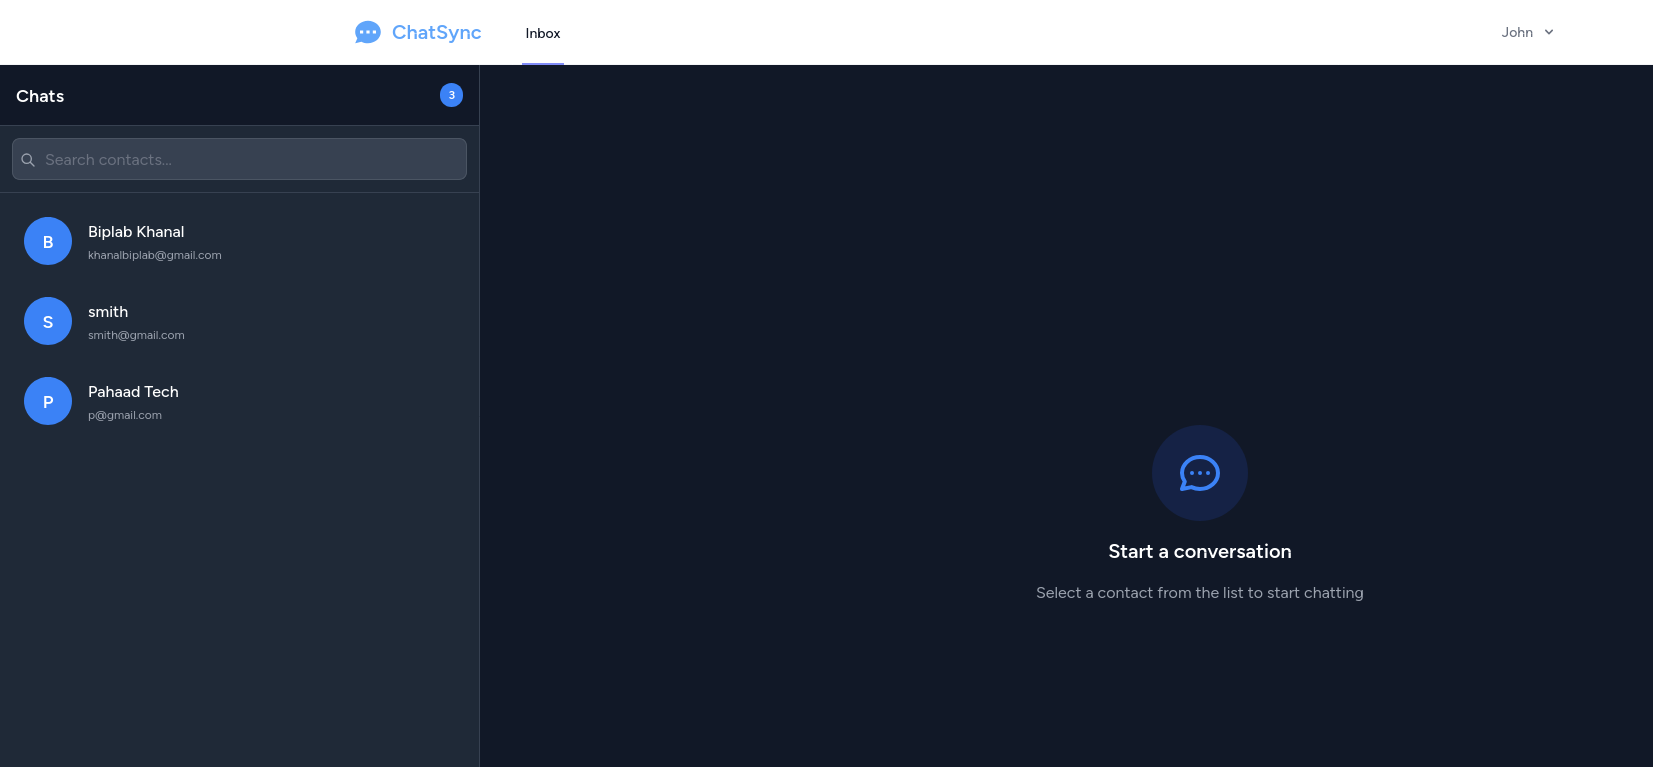 ChatSync
Inbox
John
Chats
3
Search contacts...
B
Biplab Khanal
khanalbiplab@gmail.com
S
smith
smith@gmail.com
P
Pahaad Tech
p@gmail.com
Start a conversation
Select a contact from the list to start chatting